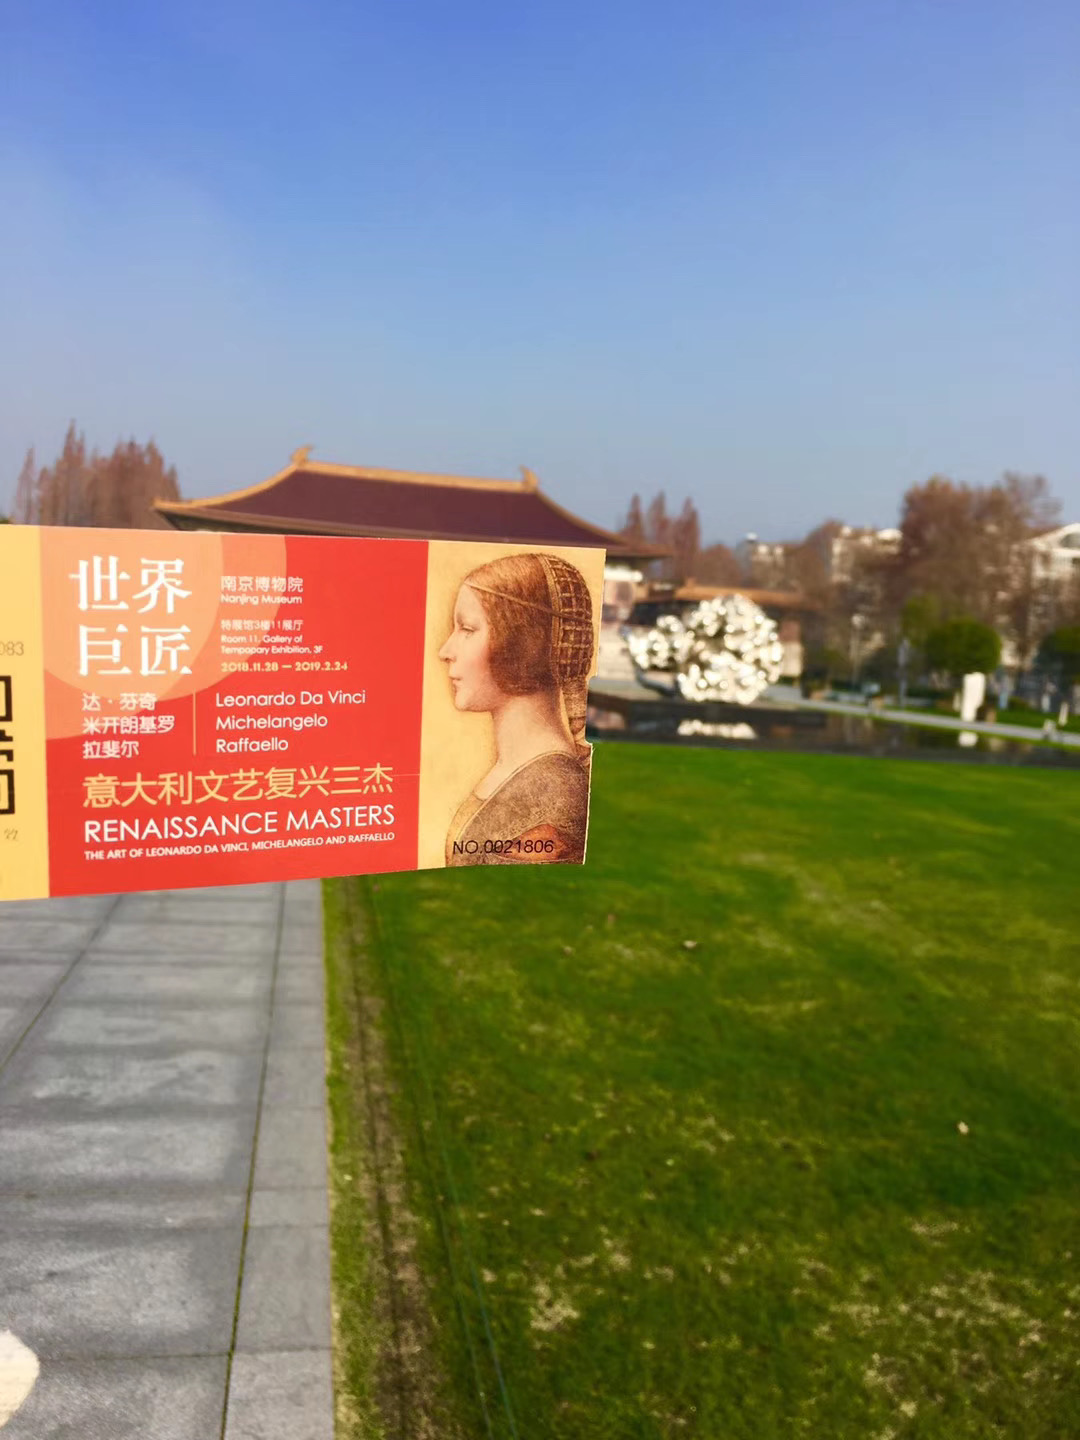 世界
巨匠
达·芬奇
米开朗基罗
拉斐尔
南京博物院
Nanjing Museum
特展馆3楼11展厅
Room 11, Gallery of
Tempopary Exhibition, 3F
2018.11.28 — 2019.2.24
Leonardo Da Vinci
Michelangelo
Raffaello
意大利文艺复兴三杰
RENAISSANCE MASTERS
THE ART OF LEONARDO DA VINCI, MICHELANGELO AND RAFFAELLO
NO.0021806
083
22